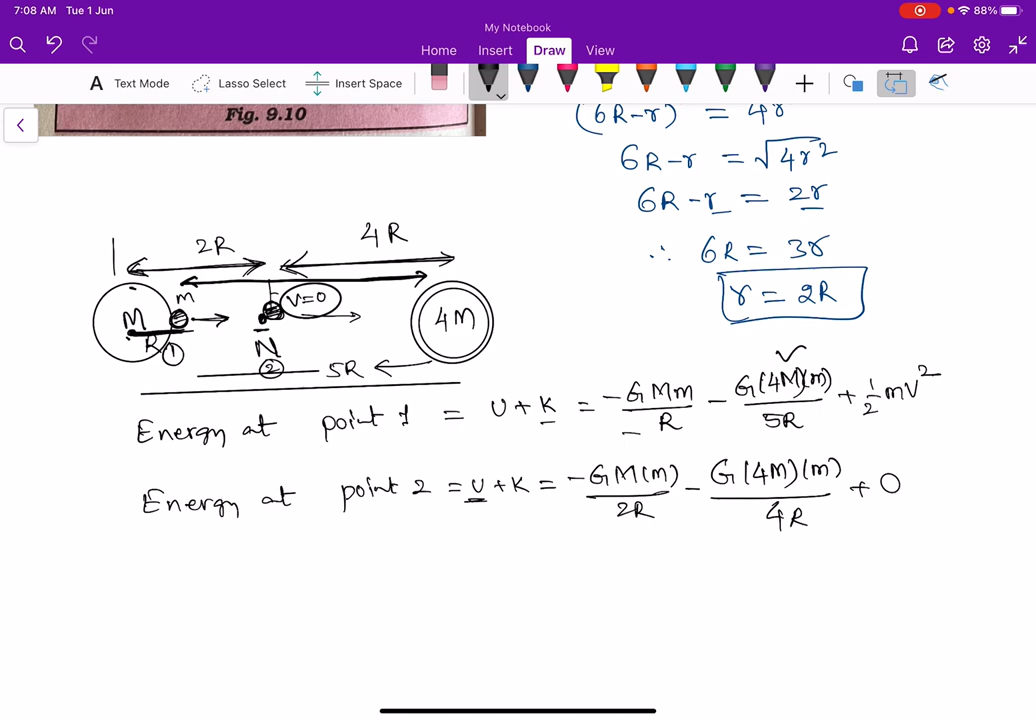 7:08 AM Tue 1 Jun
88%
My Notebook
Home Insert Draw View
A Text Mode Lasso Select Insert Space
Fig. 9.10
(6R-r) = 4r
6R-r = √4r²
6R-r = 2r
∴ 6R = 3r
r = 2R
2R
4R
M
m
V=0
4M
R
1
N
2
5R
Energy at point 1 = U+K = -GMm/R - G(4M)(m)/5R + 1/2 mV²
Energy at point 2 = U+K = -GM(m)/2R - G(4M)(m)/4R + 0